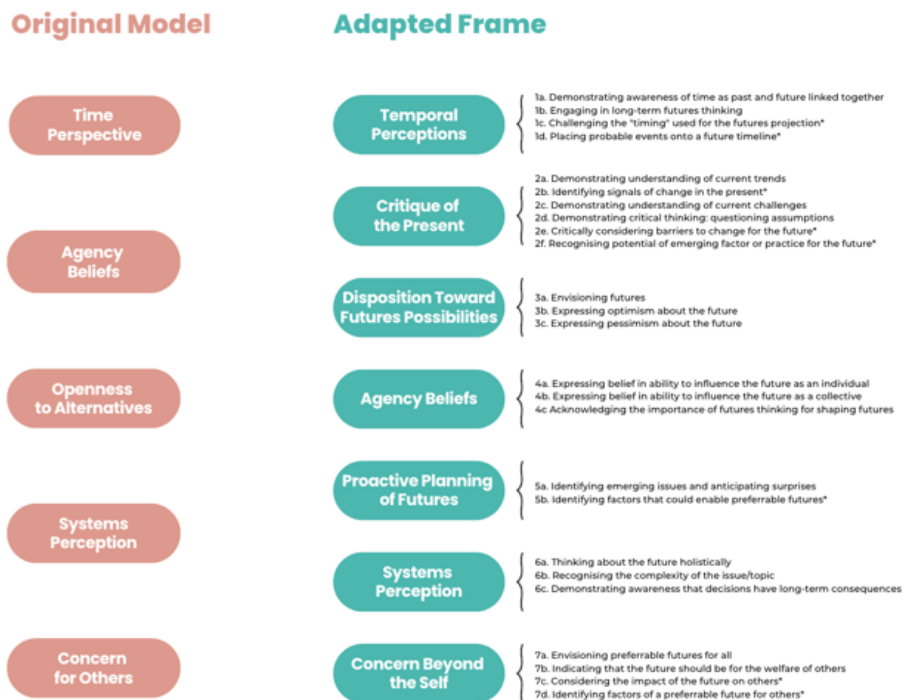 Original Model
Adapted Frame
Time
Perspective
Agency
Beliefs
Openness
to Alternatives
Systems
Perception
Concern
for Others
Temporal
Perceptions
1a. Demonstrating awareness of time as past and future linked together
1b. Engaging in long-term futures thinking
1c. Challenging the "timing" used for the futures projection*
1d. Placing probable events onto a future timeline*
Critique of
the Present
2a. Demonstrating understanding of current trends
2b. Identifying signals of change in the present*
2c. Demonstrating understanding of current challenges
2d. Demonstrating critical thinking: questioning assumptions
2e. Critically considering barriers to change for the future*
2f. Recognising potential of emerging factor or practice for the future*
Disposition Toward
Futures Possibilities
3a. Envisioning futures
3b. Expressing optimism about the future
3c. Expressing pessimism about the future
Agency Beliefs
4a. Expressing belief in ability to influence the future as an individual
4b. Expressing belief in ability to influence the future as a collective
4c Acknowledging the importance of futures thinking for shaping futures
Proactive Planning
of Futures
5a. Identifying emerging issues and anticipating surprises
5b. Identifying factors that could enable preferrable futures*
Systems
Perception
6a. Thinking about the future holistically
6b. Recognising the complexity of the issue/topic
6c. Demonstrating awareness that decisions have long-term consequences
Concern Beyond
the Self
7a. Envisioning preferrable futures for all
7b. Indicating that the future should be for the welfare of others
7c. Considering the impact of the future on others*
7d. Identifying factors of a preferrable future for others*